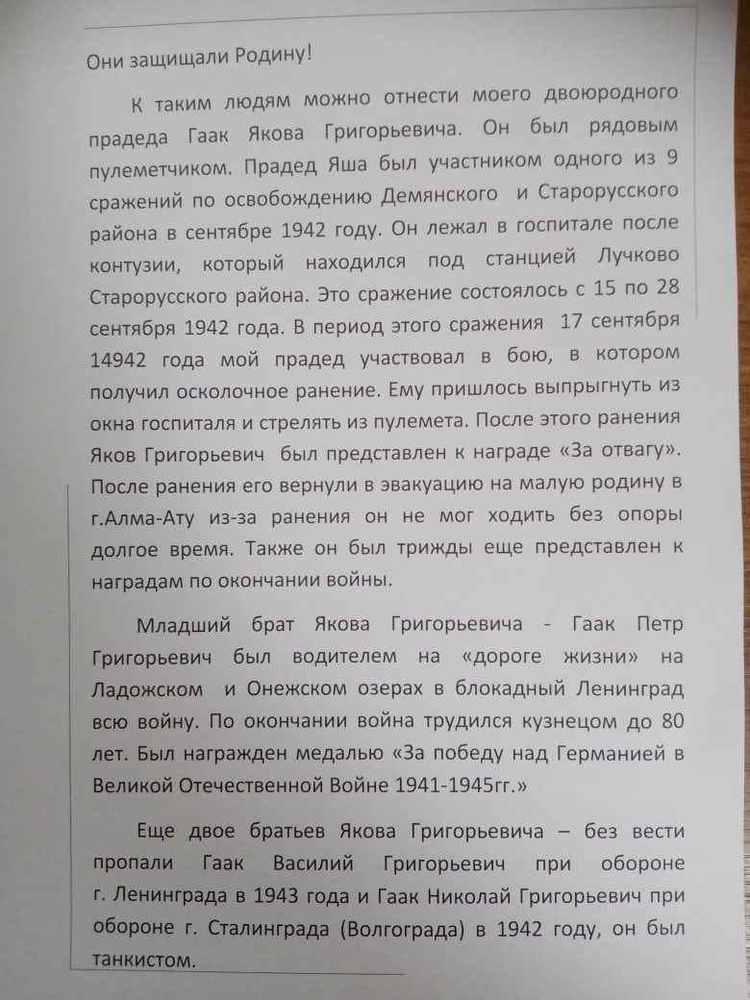 Они защищали Родину!
К таким людям можно отнести моего двоюродного
прадеда Гаак Якова Григорьевича. Он был рядовым
пулеметчиком. Прадед Яша был участником одного из 9
сражений по освобождению Демянского и Старорусского
района в сентябре 1942 году. Он лежал в госпитале после
контузии, который находился под станцией Лучково
Старорусского района. Это сражение состоялось с 15 по 28
сентября 1942 года. В период этого сражения 17 сентября
14942 года мой прадед участвовал в бою, в котором
получил осколочное ранение. Ему пришлось выпрыгнуть из
окна госпиталя и стрелять из пулемета. После этого ранения
Яков Григорьевич был представлен к награде «За отвагу».
После ранения его вернули в эвакуацию на малую родину в
г.Алма-Ату из-за ранения он не мог ходить без опоры
долгое время. Также он был трижды еще представлен к
наградам по окончании войны.
Младший брат Якова Григорьевича - Гаак Петр
Григорьевич был водителем на «дороге жизни» на
Ладожском и Онежском озерах в блокадный Ленинград
всю войну. По окончании война трудился кузнецом до 80
лет. Был награжден медалью «За победу над Германией в
Великой Отечественной Войне 1941-1945гг.»
Еще двое братьев Якова Григорьевича – без вести
пропали Гаак Василий Григорьевич при обороне
г. Ленинграда в 1943 года и Гаак Николай Григорьевич при
обороне г. Сталинграда (Волгограда) в 1942 году, он был
танкистом.